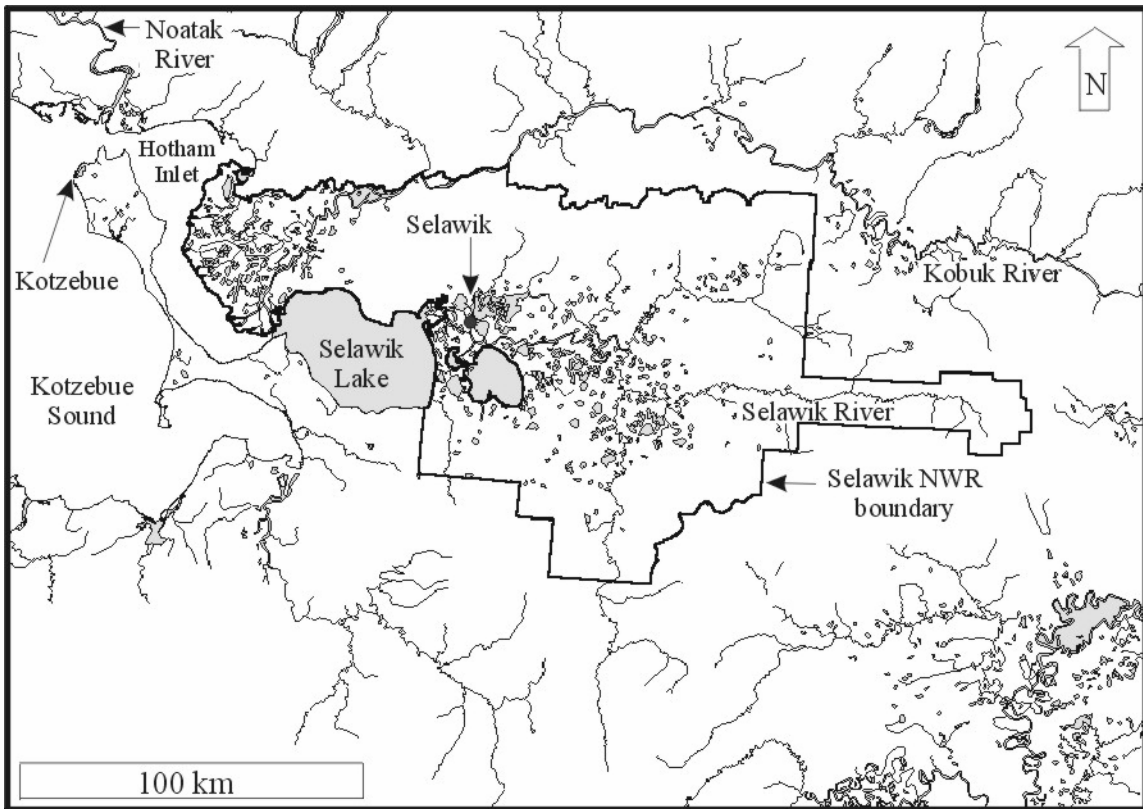 Noatak
River
N
Hotham
Inlet
Selawik
Kotzebue
Kobuk River
Selawik
Lake
Kotzebue
Sound
Selawik River
Selawik NWR
boundary
100 km